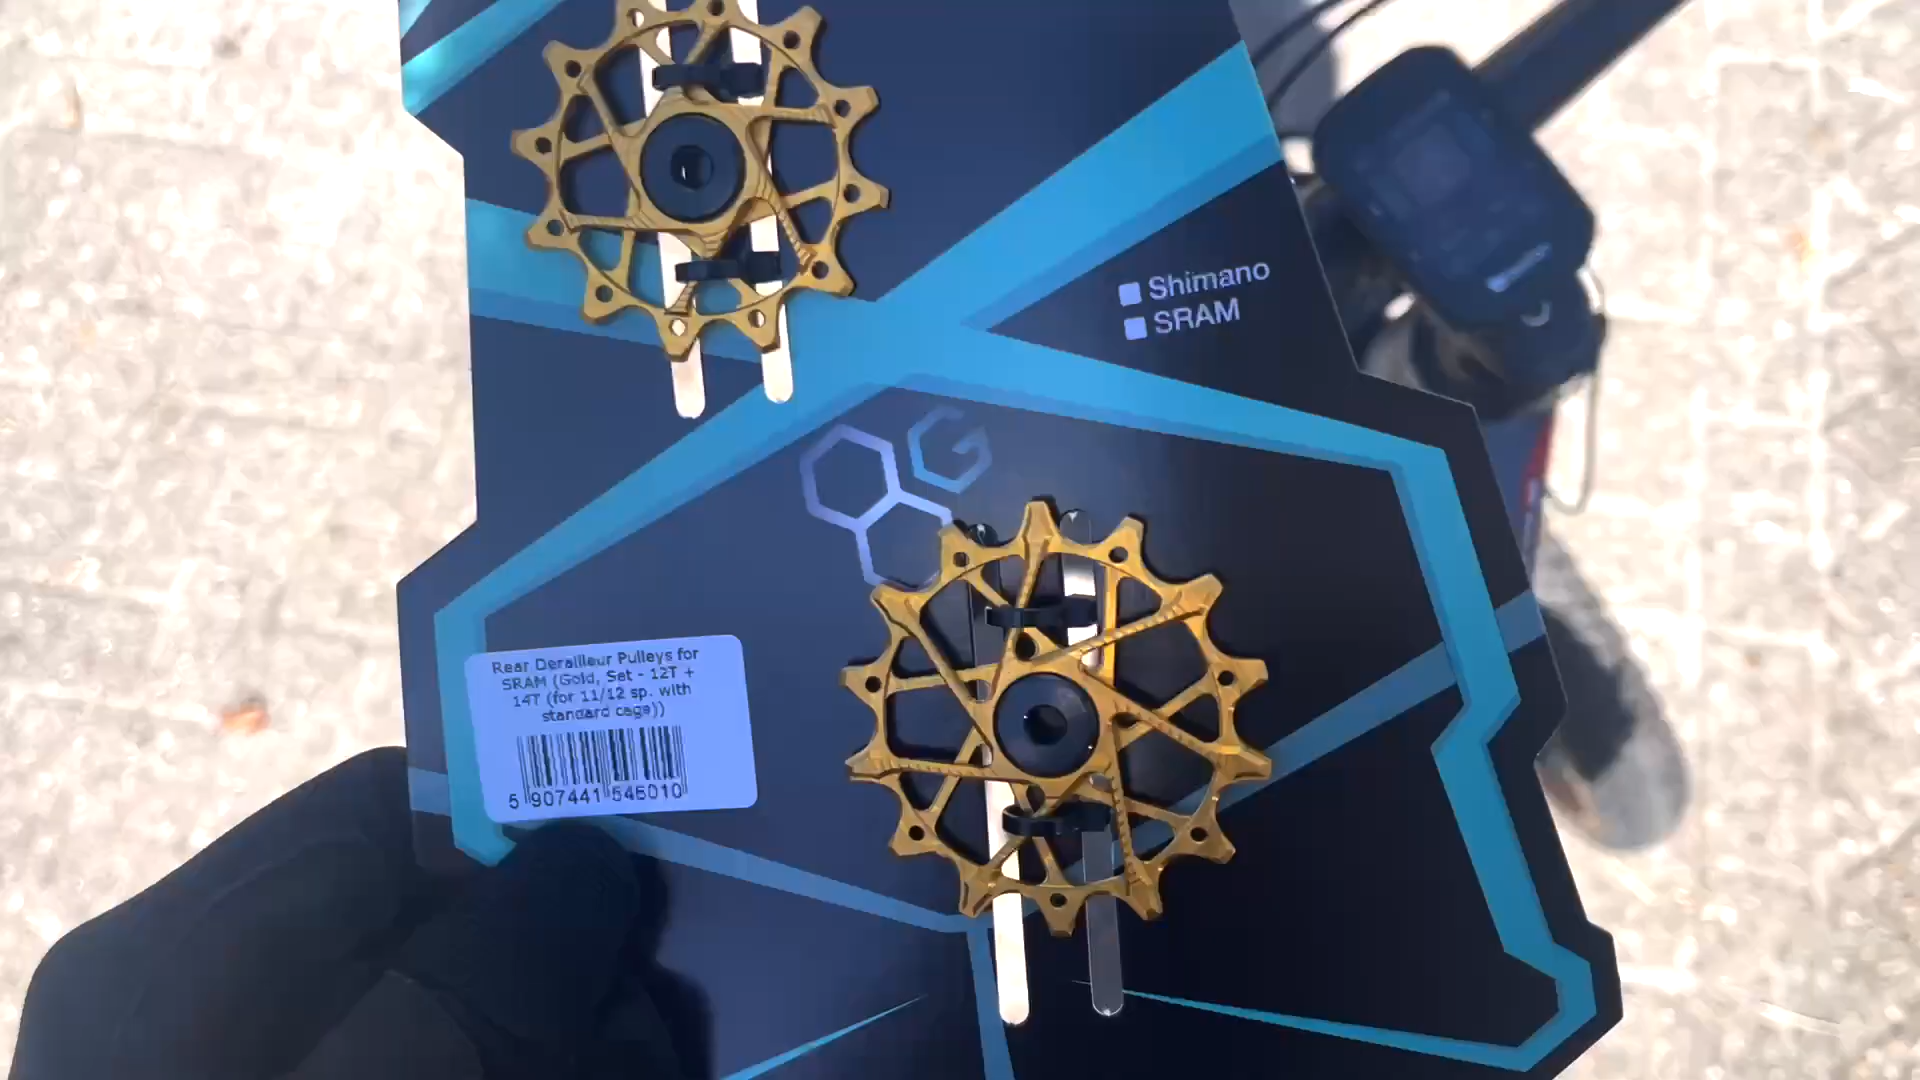 Shimano
SRAM
Rear Derailleur Pulleys for
SRAM (Gold, Set - 12T +
14T (for 11/12 sp. with
standard cage))
5 907441 546010